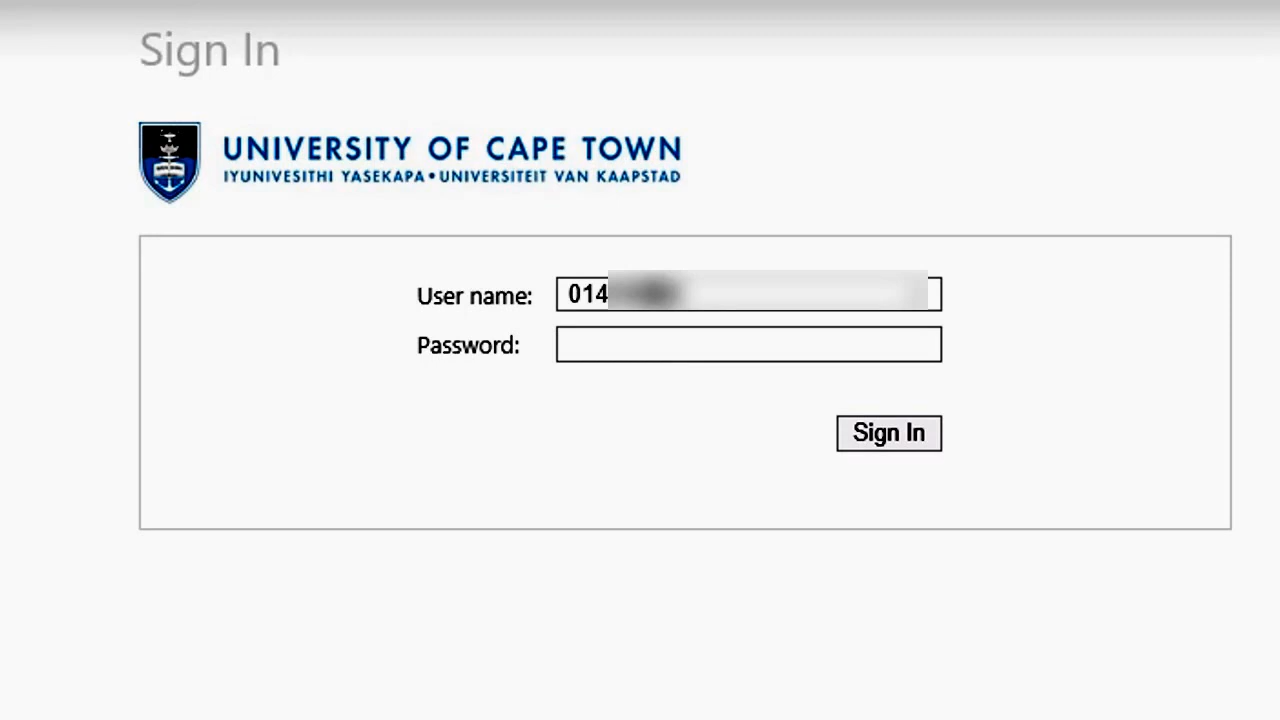 Sign In
UNIVERSITY OF CAPE TOWN
IYUNIVESITHI YASEKAPA • UNIVERSITEIT VAN KAAPSTAD
User name: 014
Password:
Sign In